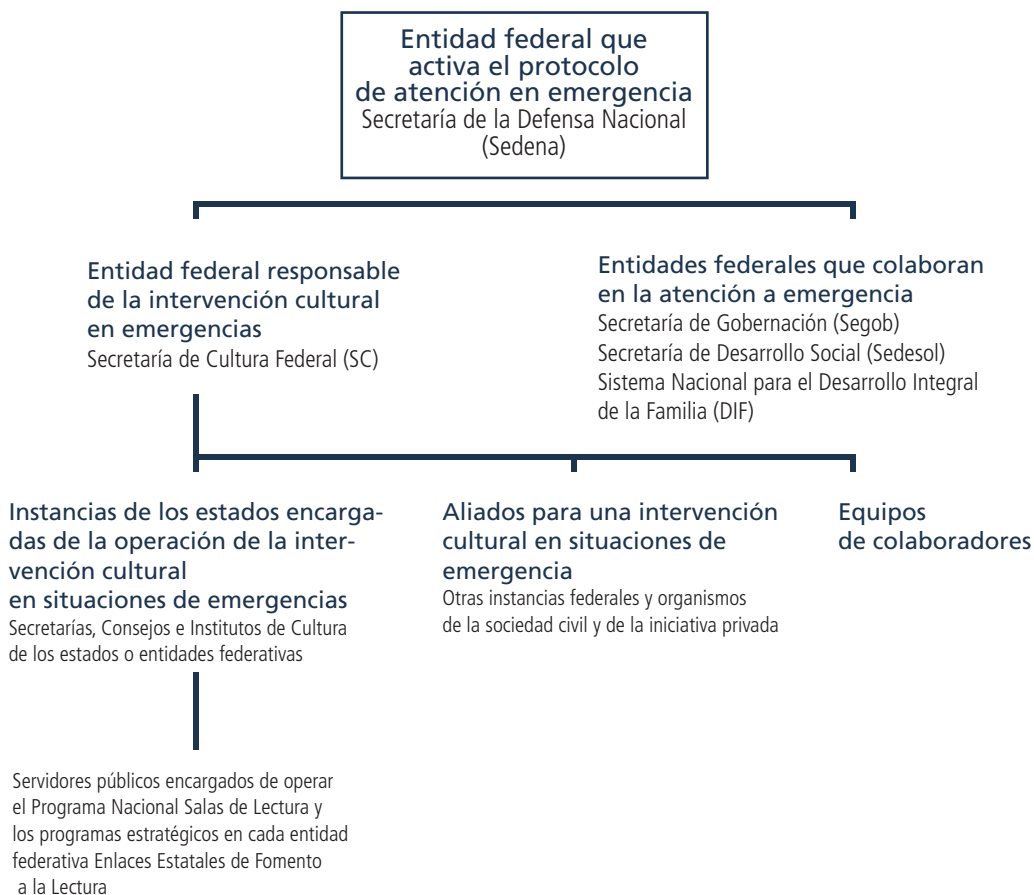 Entidad federal que
activa el protocolo
de atención en emergencia
Secretaría de la Defensa Nacional
(Sedena)
Entidad federal responsable
de la intervención cultural
en emergencias
Secretaría de Cultura Federal (SC)
Entidades federales que colaboran
en la atención a emergencia
Secretaría de Gobernación (Segob)
Secretaría de Desarrollo Social (Sedesol)
Sistema Nacional para el Desarrollo Integral
de la Familia (DIF)
Instancias de los estados encarga-
das de la operación de la inter-
vención cultural
en situaciones de emergencias
Secretarías, Consejos e Institutos de Cultura
de los estados o entidades federativas
Aliados para una intervención
cultural en situaciones de
emergencia
Otras instancias federales y organismos
de la sociedad civil y de la iniciativa privada
Equipos
de colaboradores
Servidores públicos encargados de operar
el Programa Nacional Salas de Lectura y
los programas estratégicos en cada entidad
federativa Enlaces Estatales de Fomento
a la Lectura